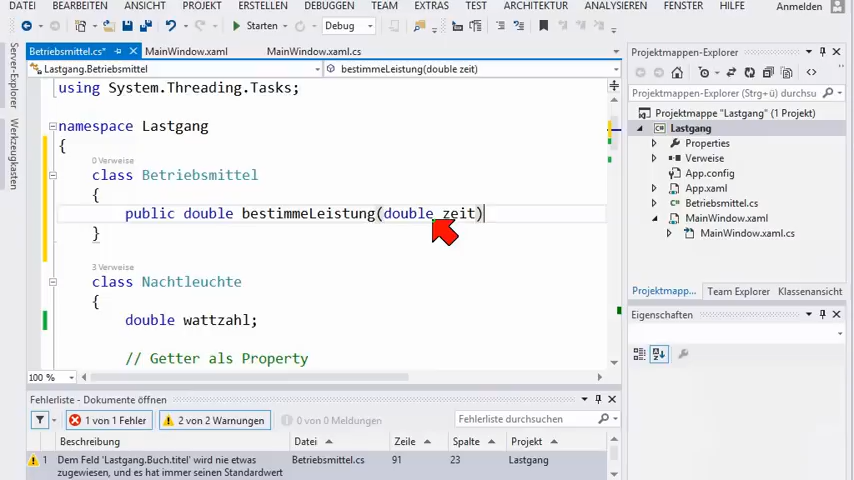 DATEI BEARBEITEN ANSICHT PROJEKT ERSTELLEN DEBUGGEN TEAM EXTRAS TEST ARCHITEKTUR ANALYSIEREN FENSTER HILFE Anmelden
Starten Debug
Betriebsmittel.cs* MainWindow.xaml MainWindow.xaml.cs
Lastgang.Betriebsmittel bestimmeLeistung(double zeit)
Server-Explorer
Werkzeugkasten
using System.Threading.Tasks;
namespace Lastgang
{
0 Verweise
class Betriebsmittel
{
public double bestimmeLeistung(double zeit)
}
3 Verweise
class Nachtleuchte
{
double wattzahl;
// Getter als Property
100 %
Projektmappen-Explorer
Projektmappen-Explorer (Strg+ü) durchsu
Projektmappe "Lastgang" (1 Projekt)
Lastgang
Properties
Verweise
App.config
App.xaml
Betriebsmittel.cs
MainWindow.xaml
MainWindow.xaml.cs
Projektmapp... Team Explorer Klassenansicht
Eigenschaften
Fehlerliste - Dokumente öffnen
1 von 1 Fehler 2 von 2 Warnungen 0 von 0 Meldungen Fehlerliste durchsuchen
Beschreibung Datei Zeile Spalte Projekt
1 Dem Feld 'Lastgang.Buch.titel' wird nie etwas zugewiesen, und es hat immer seinen Standardwert Betriebsmittel.cs 91 23 Lastgang